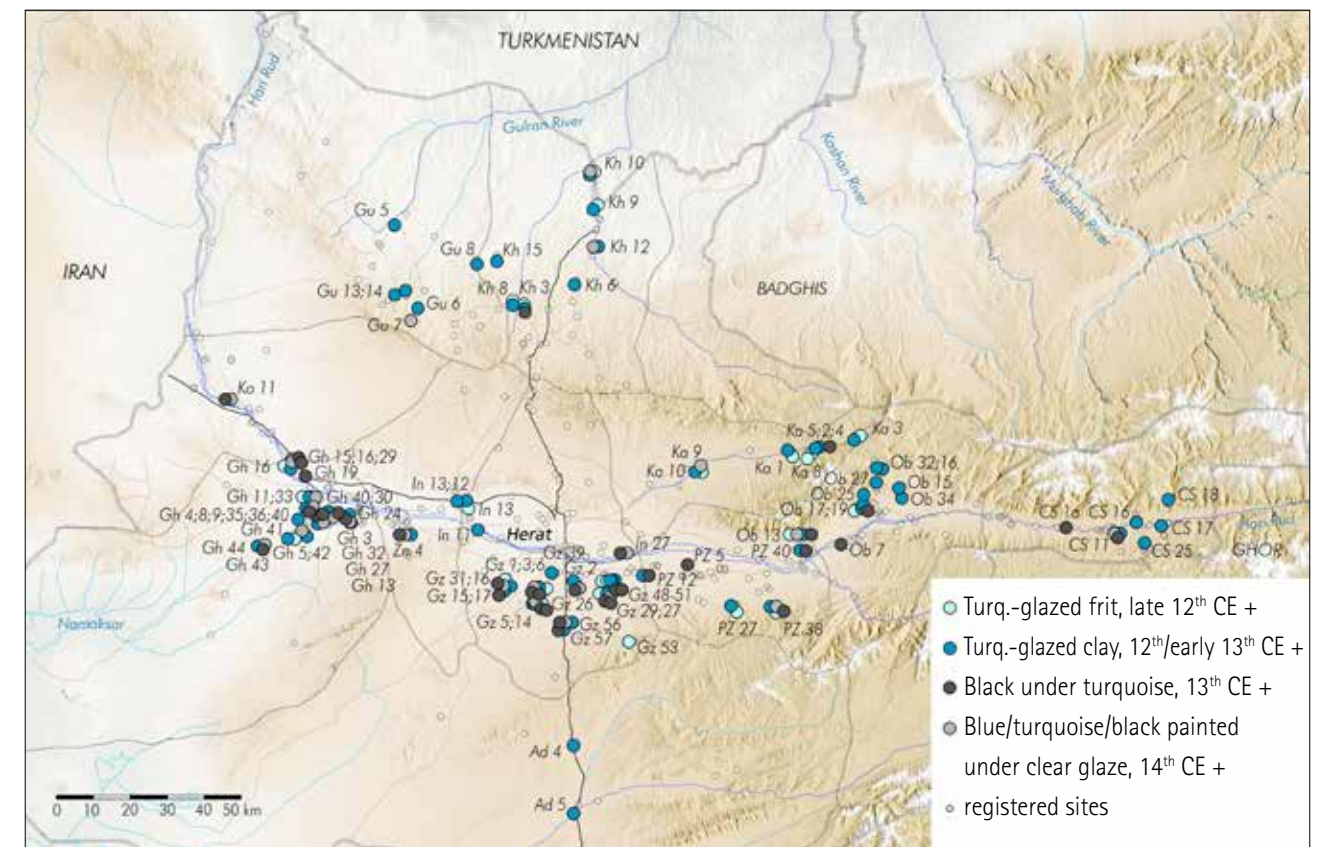 TURKMENISTAN
Hari Rud
Gulran River
Kushan River
Murghab River
IRAN
BADGHIS
Kh 10
Gu 5
Kh 9
Gu 8
Kh 15
Kh 12
Gu 13;14
Kh 8
Kh 3
Kh 6
Gu 6
Gu 7
Ka 11
Ka 5;2;4
Ka 3
Gh 15;16;29
Gh 16
Gh 19
Ka 9
Ka 10
Ka 1
Ka 8
Ob 32;16
Ob 27
Ob 15
In 13;12
Gh 11;33
Gh 40;30
In 13
Ob 25
Ob 34
Gh 4;8;9;35;36;40
Gh 24
Ob 17;19
CS 1a
CS 16
CS 18
Hari Rud
Gh 41
Gh 3
In 11
Herat
Ob 13
CS 17
Gh 44
Gh 5;42
Gh 32
Zn 4
In 27
PZ 40
Ob 7
CS 11
CS 25
GHOR
Gh 43
Gh 27
Gh 13
Gz 39
Gz 1;3;6
Gz 2
PZ 5
Gz 31;16
PZ 12
Gz 15;17
Gz 26
Gz 48-51
Gz 5;14
Gz 29,27
Gz 56
PZ 27
PZ 38
Gz 57
Gz 53
Namaksar
Ad 4
Ad 5
0 10 20 30 40 50 km
Turq.-glazed frit, late 12th CE +
Turq.-glazed clay, 12th/early 13th CE +
Black under turquoise, 13th CE +
Blue/turquoise/black painted
under clear glaze, 14th CE +
registered sites